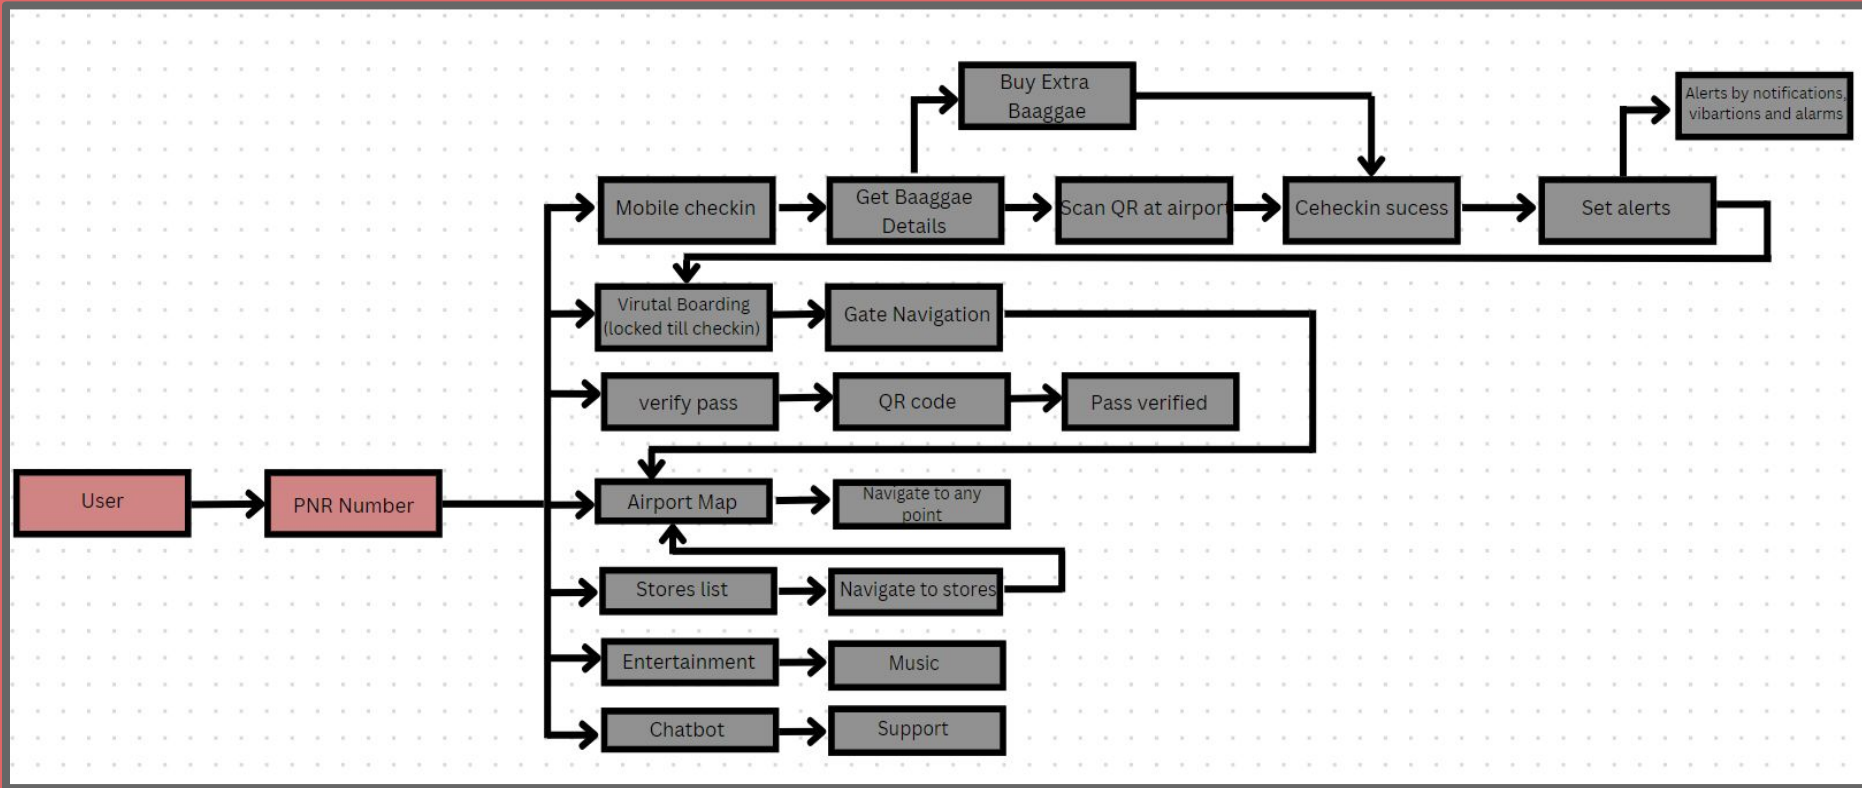 Buy Extra
Baaggae
Alerts by notifications,
vibartions and alarms
Mobile checkin
Get Baaggae
Details
Scan QR at airport
Ceheckin sucess
Set alerts
Virutal Boarding
(locked till checkin)
Gate Navigation
verify pass
QR code
Pass verified
User
PNR Number
Airport Map
Navigate to any
point
Stores list
Navigate to stores
Entertainment
Music
Chatbot
Support